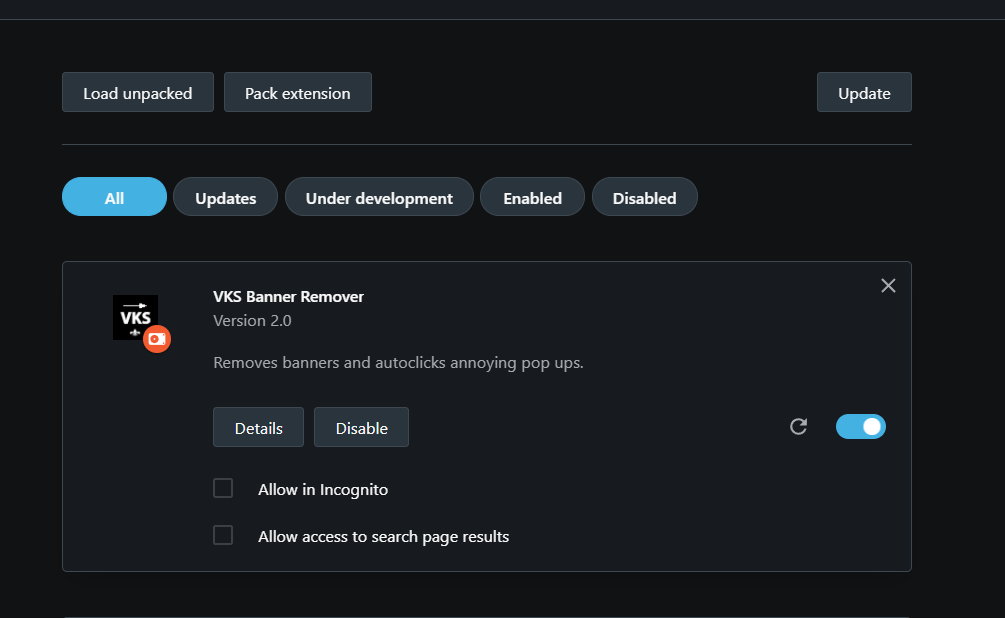 Load unpacked
Pack extension
Update
All
Updates
Under development
Enabled
Disabled
VKS
VKS Banner Remover
Version 2.0
Removes banners and autoclicks annoying pop ups.
Details
Disable
Allow in Incognito
Allow access to search page results